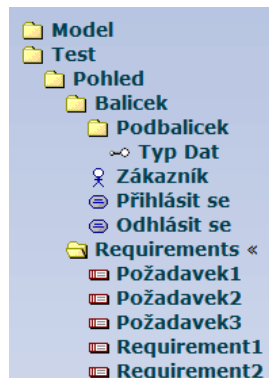 Model
Test
Pohled
Balicek
Podbalicek
Typ Dat
Zákazník
Přihlásit se
Odhlásit se
Requirements «
Požadavek1
Požadavek2
Požadavek3
Requirement1
Requirement2